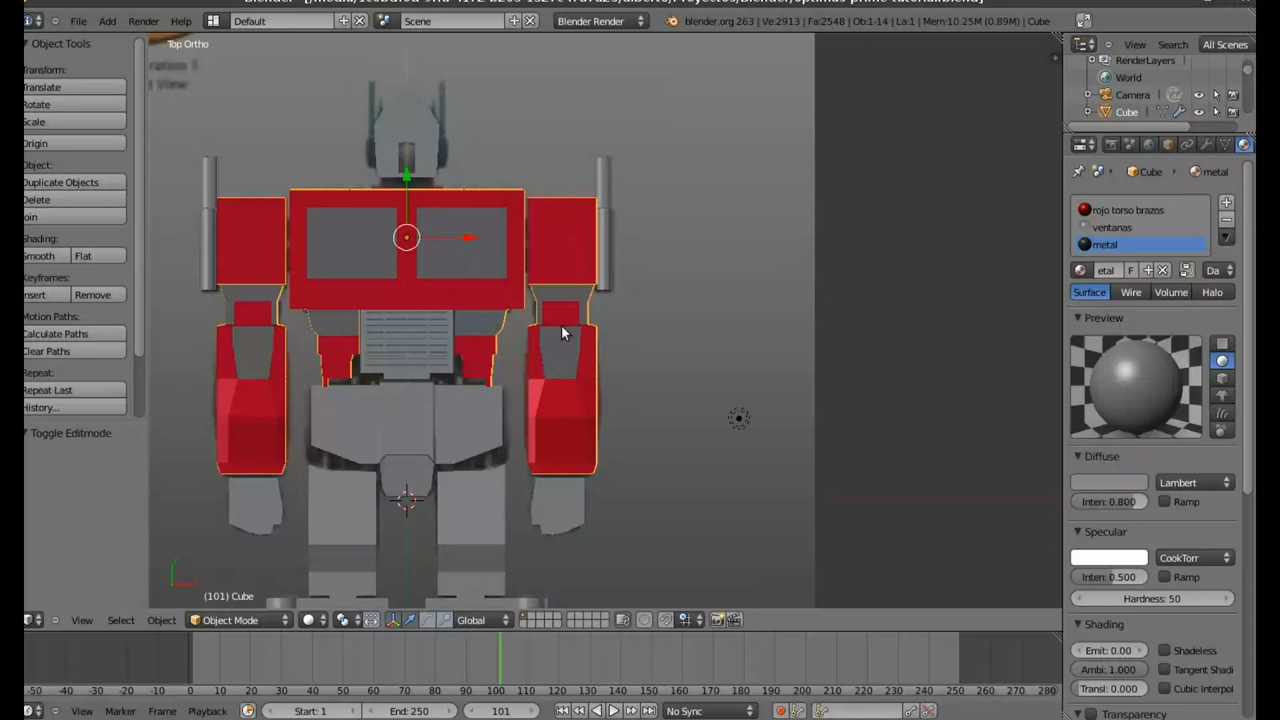 File Add Render Help Default Scene Blender Render blender.org 263 | Ve:2913 | Fa:2548 | Ob:1-14 | La:1 | Mem:10.25M (0.89M) | Cube
Object Tools
Transform:
Translate
Rotate
Scale
Origin
Object:
Duplicate Objects
Delete
oin
Shading:
Smooth Flat
Keyframes:
nsert Remove
Motion Paths:
Calculate Paths
Clear Paths
Repeat:
Repeat Last
History...
Toggle Editmode
Top Ortho
View
(101) Cube
View Select Object Object Mode Global
-50 -40 -30 -20 -10 0 10 20 30 40 50 60 70 80 90 100 110 120 130 140 150 160 170 180 190 200 210 220 230 240 250 260 270 280
View Marker Frame Playback Start: 1 End: 250 101 No Sync
View Search All Scenes
RenderLayers
World
Camera
Cube
Cube metal
rojo torso brazos
ventanas
metal
etal F Da
Surface Wire Volume Halo
Preview
Diffuse
Lambert
Inten: 0.800 Ramp
Specular
CookTorr
Inten: 0.500 Ramp
Hardness: 50
Shading
Emit: 0.00 Shadeless
Ambi: 1.000 Tangent Shadi
Transl: 0.000 Cubic Interpol
Transparency